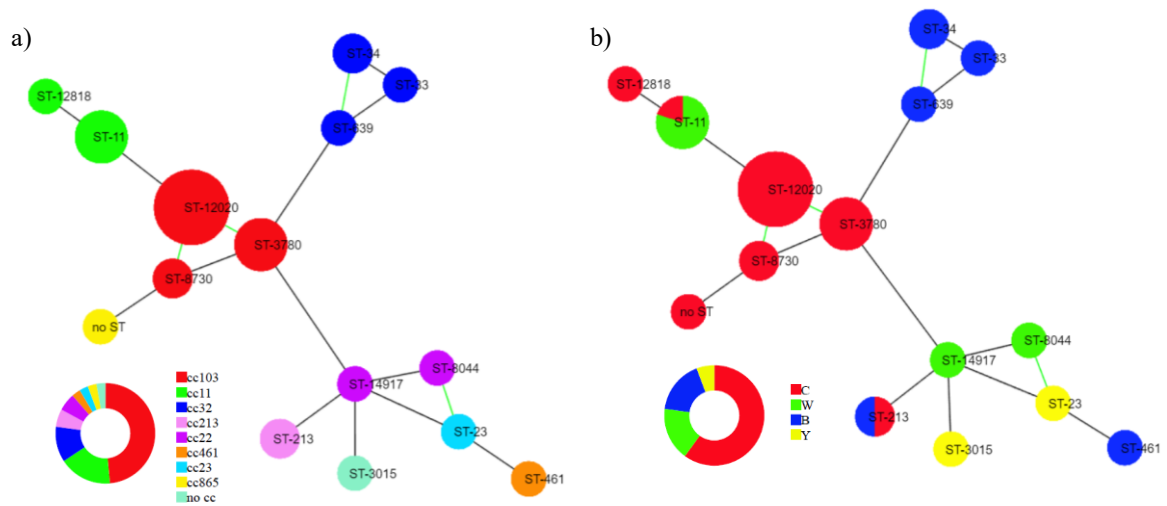 a)
ST-34
ST-33
ST-639
ST-12818
ST-11
ST-12020
ST-3780
ST-8730
no ST
ST-8044
ST-14917
ST-213
ST-23
ST-3015
ST-461
cc103
cc11
cc32
cc213
cc22
cc461
cc23
cc865
no cc
b)
ST-34
ST-33
ST-639
ST-12818
ST-11
ST-12020
ST-3780
ST-8730
no ST
ST-8044
ST-14917
ST-213
ST-23
ST-3015
ST-461
C
W
B
Y